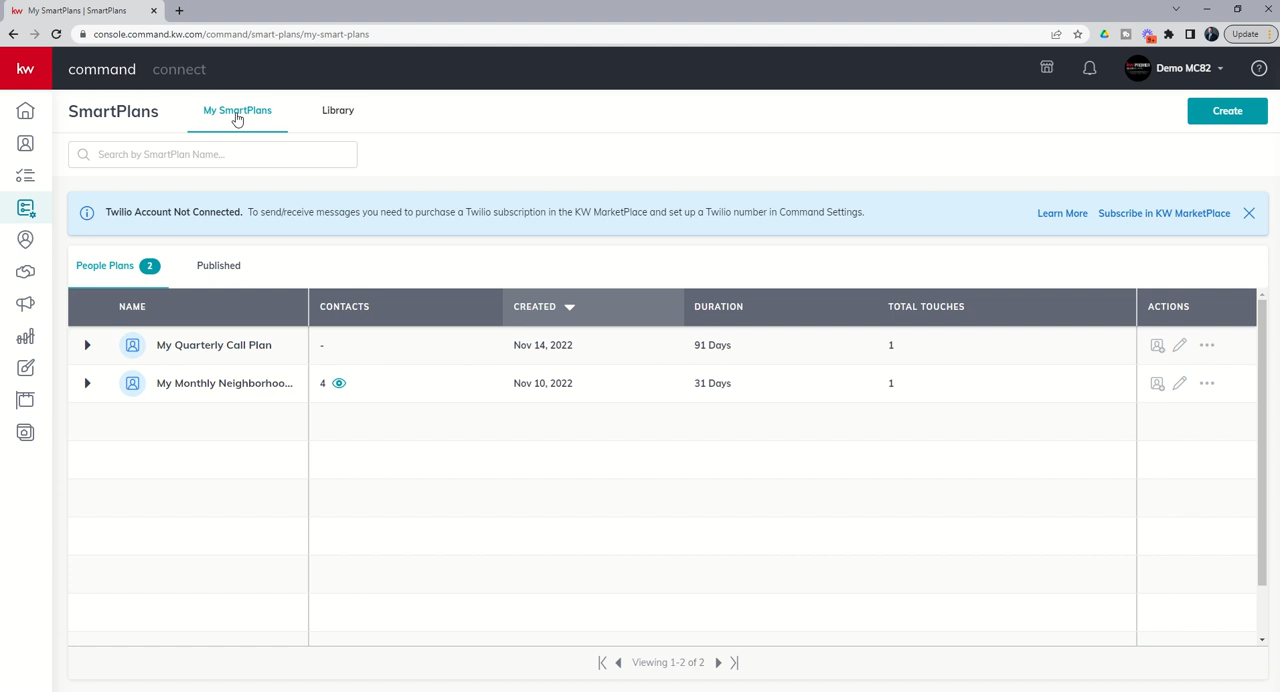 kw My SmartPlans | SmartPlans
console.command.kw.com/command/smart-plans/my-smart-plans
9+
Update
kw command connect
Demo MC82
SmartPlans My SmartPlans Library Create
Search by SmartPlan Name...
Twilio Account Not Connected. To send/receive messages you need to purchase a Twilio subscription in the KW MarketPlace and set up a Twilio number in Command Settings. Learn More Subscribe in KW MarketPlace
People Plans 2 Published
NAME CONTACTS CREATED DURATION TOTAL TOUCHES ACTIONS
My Quarterly Call Plan - Nov 14, 2022 91 Days 1
My Monthly Neighborhoo... 4 Nov 10, 2022 31 Days 1
Viewing 1-2 of 2